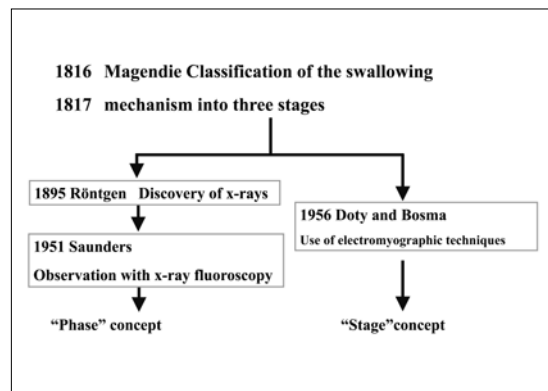 1816 Magendie Classification of the swallowing
1817 mechanism into three stages
1895 Röntgen Discovery of x-rays
1951 Saunders
Observation with x-ray fluoroscopy
"Phase" concept
1956 Doty and Bosma
Use of electromyographic techniques
"Stage"concept